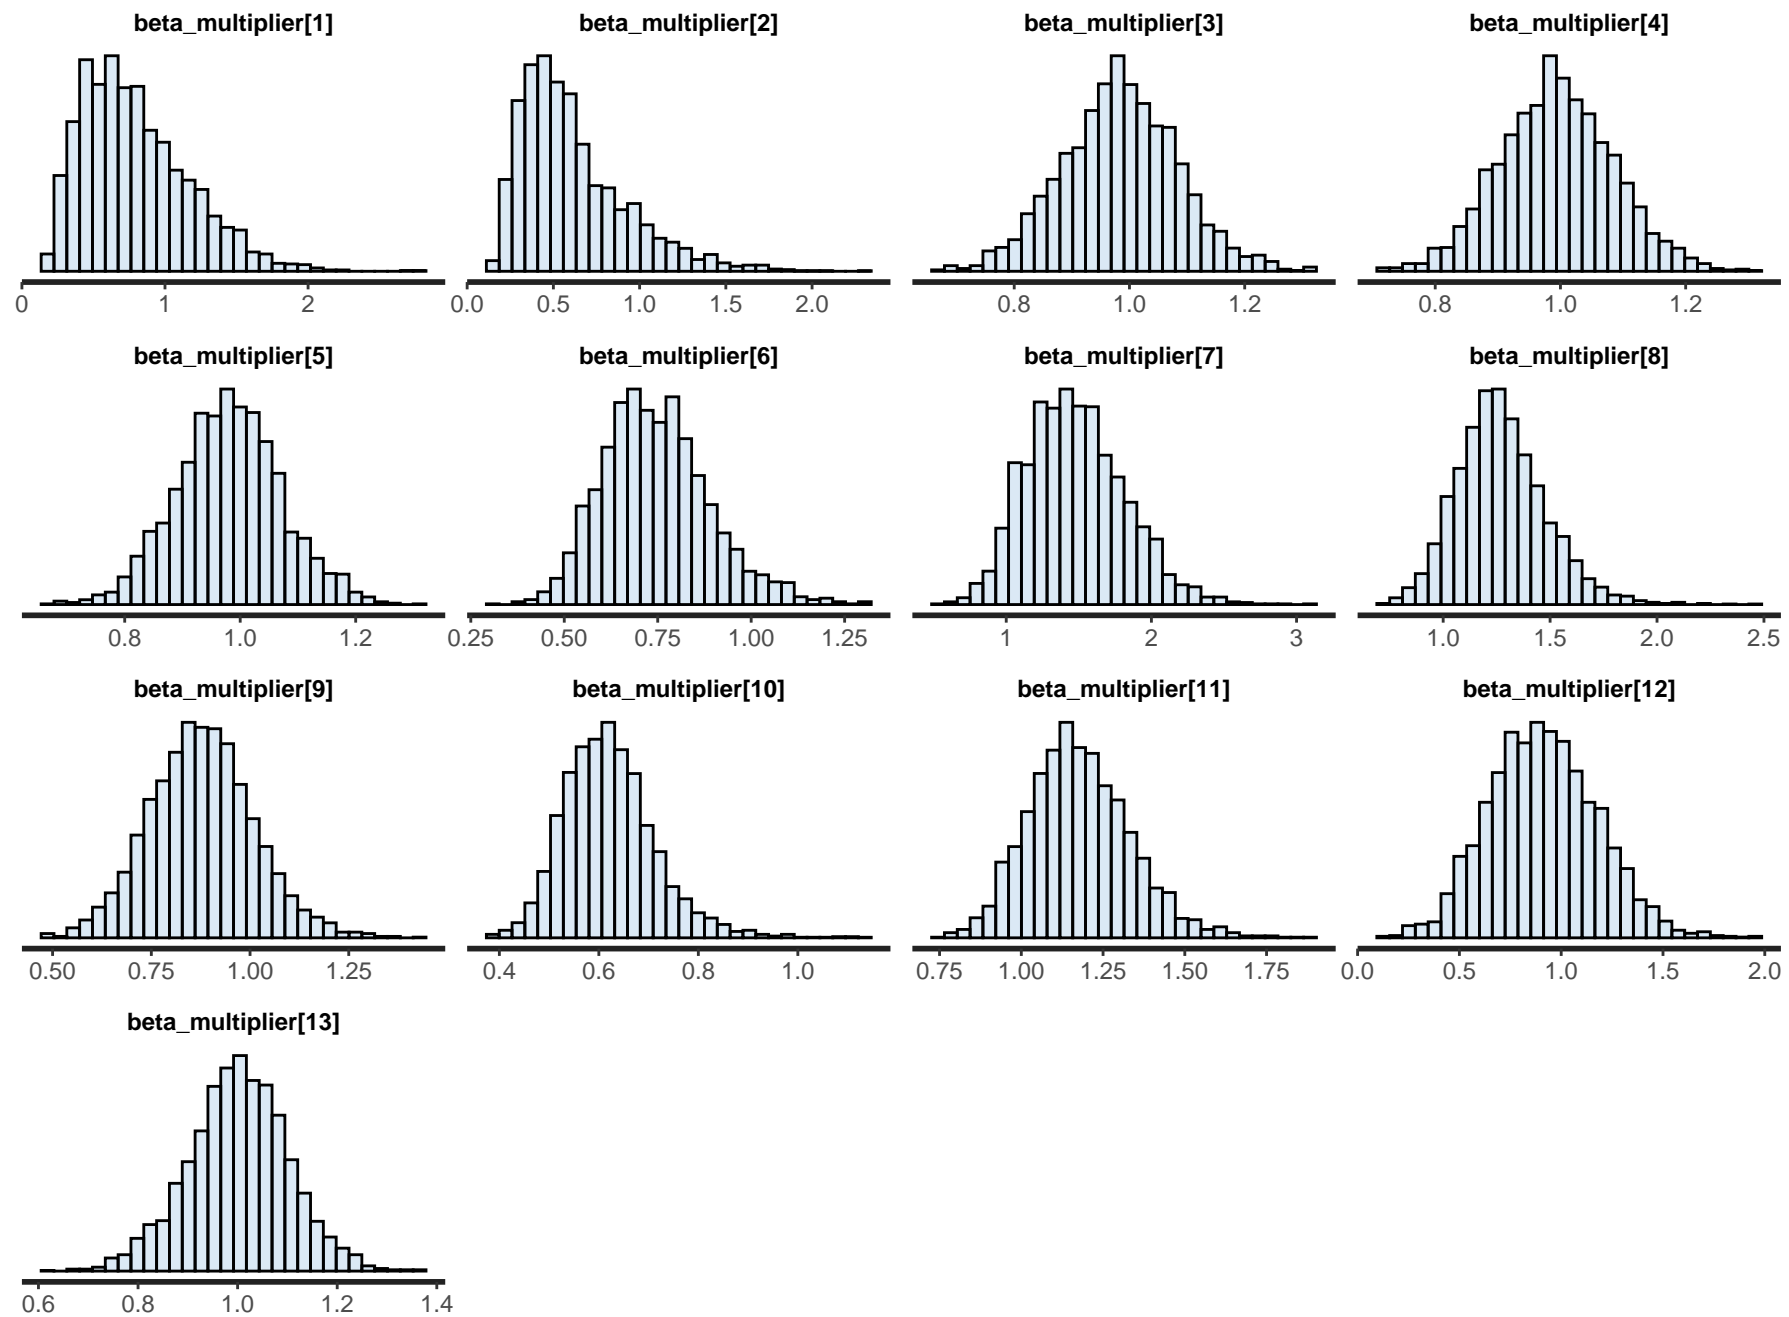 beta_multiplier[1] beta_multiplier[2] beta_multiplier[3] beta_multiplier[4]
0 1 2 0.0 0.5 1.0 1.5 2.0 0.8 1.0 1.2 0.8 1.0 1.2
beta_multiplier[5] beta_multiplier[6] beta_multiplier[7] beta_multiplier[8]
0.8 1.0 1.2 0.25 0.50 0.75 1.00 1.25 1 2 3 1.0 1.5 2.0 2.5
beta_multiplier[9] beta_multiplier[10] beta_multiplier[11] beta_multiplier[12]
0.50 0.75 1.00 1.25 0.4 0.6 0.8 1.0 0.75 1.00 1.25 1.50 1.75 0.0 0.5 1.0 1.5 2.0
beta_multiplier[13]
0.6 0.8 1.0 1.2 1.4